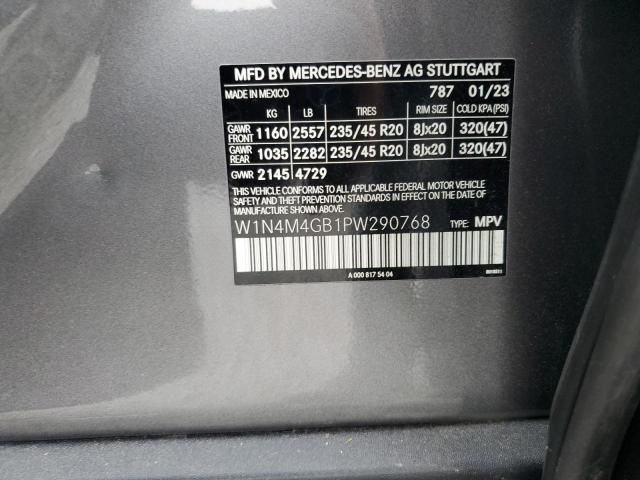 MFD BY MERCEDES-BENZ AG STUTTGART
MADE IN MEXICO 787 01/23
KG LB TIRES RIM SIZE COLD KPA(PSI)
GAWR FRONT 1160 2557 235/45 R20 8Jx20 320(47)
GAWR REAR 1035 2282 235/45 R20 8Jx20 320(47)
GVWR 2145 4729
THIS VEHICLE CONFORMS TO ALL APPLICABLE FEDERAL MOTOR VEHICLE
SAFETY AND THEFT PREVENTION STANDARDS IN EFFECT ON THE DATE OF
MANUFACTURE SHOWN ABOVE.
W1N4M4GB1PW290768 TYPE: MPV
A 000 817 54 04